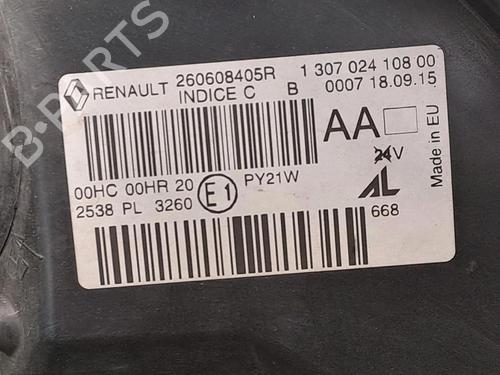 B-PARTS
RENAULT 260608405R 1 307 024 108 00
INDICE C B 0007 18.09.15
AA
24V
Made in EU
00HC 00HR 20 E1 PY21W
2538 PL 3260
AL
668